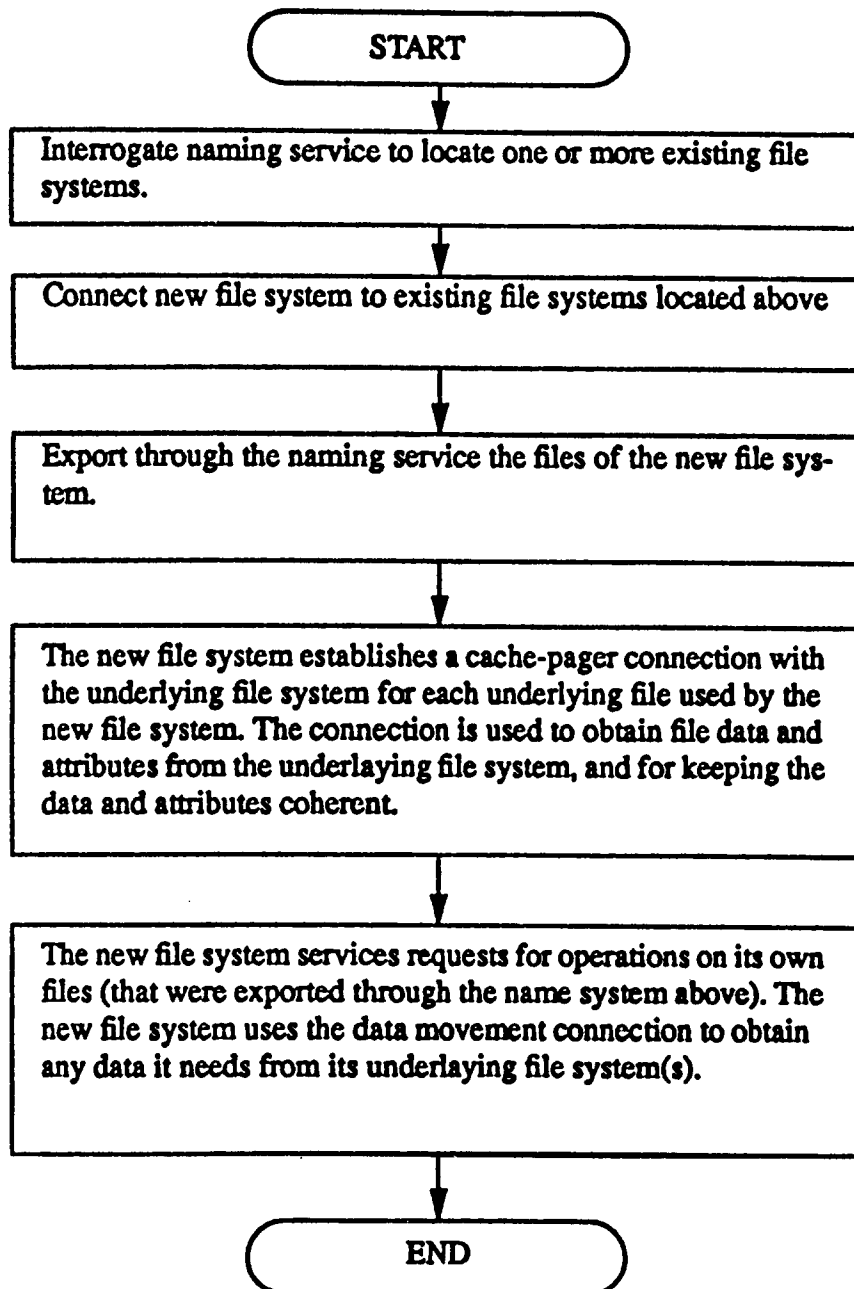 START
Interrogate naming service to locate one or more existing file
systems.
Connect new file system to existing file systems located above
Export through the naming service the files of the new file sys-
tem.
The new file system establishes a cache-pager connection with
the underlying file system for each underlying file used by the
new file system. The connection is used to obtain file data and
attributes from the underlaying file system, and for keeping the
data and attributes coherent.
The new file system services requests for operations on its own
files (that were exported through the name system above). The
new file system uses the data movement connection to obtain
any data it needs from its underlaying file system(s).
END